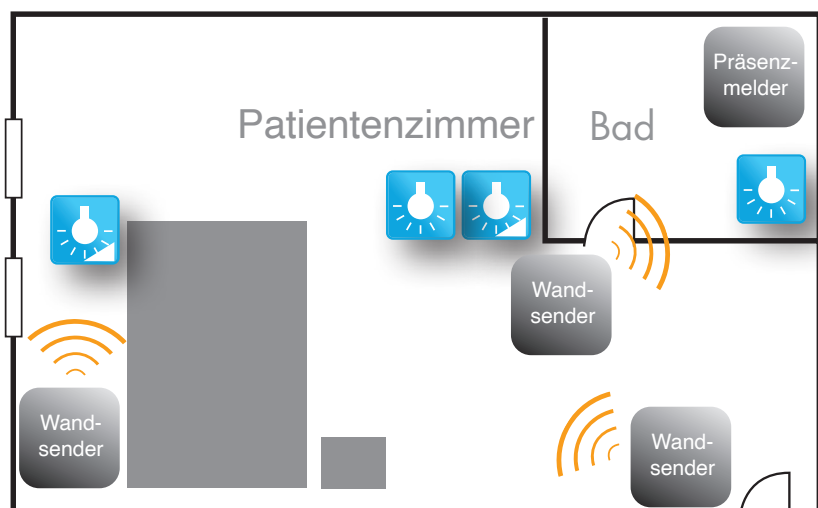 Präsenz-
melder
Patientenzimmer
Bad
Wand-
sender
Wand-
sender
Wand-
sender